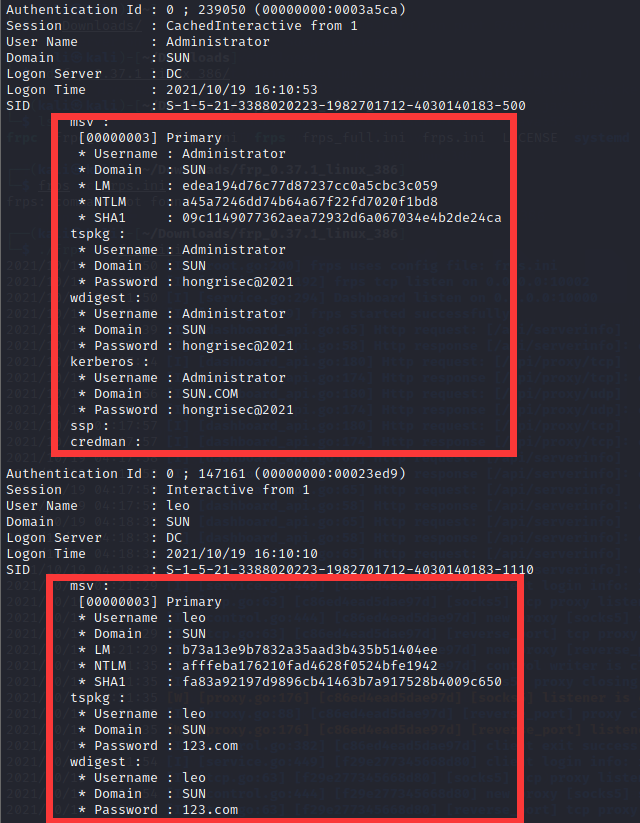 Authentication Id : 0 ; 239050 (00000000:0003a5ca)
Session           : CachedInteractive from 1
User Name         : Administrator
Domain            : SUN
Logon Server      : DC
Logon Time        : 2021/10/19 16:10:53
SID               : S-1-5-21-3388020223-1982701712-4030140183-500
msv :
[00000003] Primary
* Username : Administrator
* Domain   : SUN
* LM       : edea194d76c77d87237cc0a5cbc3c059
* NTLM     : a45a7246dd74b64a67f22fd7020f1bd8
* SHA1     : 09c1149077362aea72932d6a067034e4b2de24ca
tspkg :
* Username : Administrator
* Domain   : SUN
* Password : hongrisec@2021
wdigest :
* Username : Administrator
* Domain   : SUN
* Password : hongrisec@2021
kerberos :
* Username : Administrator
* Domain   : SUN.COM
* Password : hongrisec@2021
ssp :
credman :
Authentication Id : 0 ; 147161 (00000000:00023ed9)
Session           : Interactive from 1
User Name         : leo
Domain            : SUN
Logon Server      : DC
Logon Time        : 2021/10/19 16:10:10
SID               : S-1-5-21-3388020223-1982701712-4030140183-1110
msv :
[00000003] Primary
* Username : leo
* Domain   : SUN
* LM       : b73a13e9b7832a35aad3b435b51404ee
* NTLM     : afffeba176210fad4628f0524bfe1942
* SHA1     : fa83a92197d9896cb41463b7a917528b4009c650
tspkg :
* Username : leo
* Domain   : SUN
* Password : 123.com
wdigest :
* Username : leo
* Domain   : SUN
* Password : 123.com